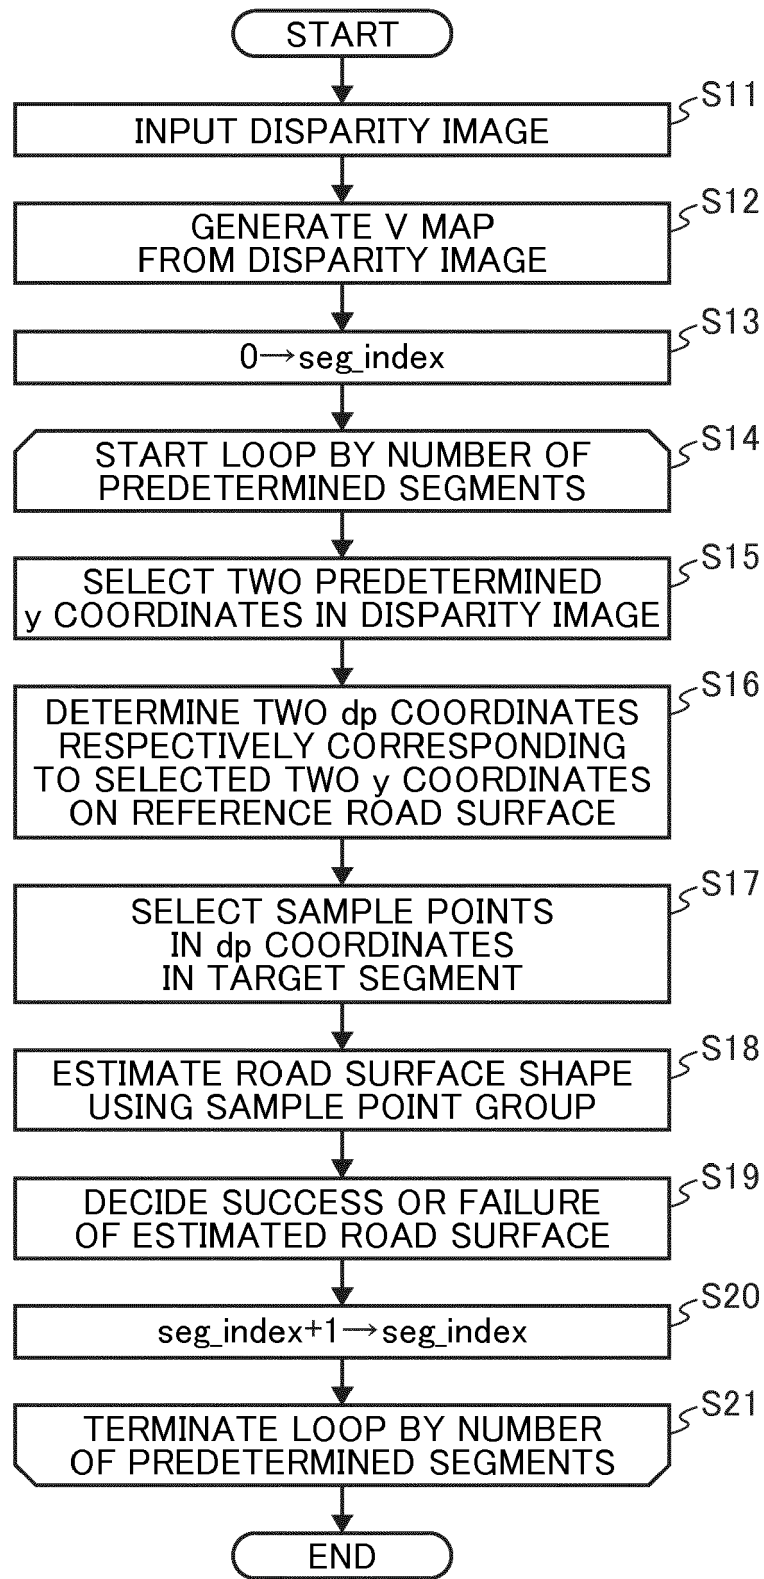 START
S11
INPUT DISPARITY IMAGE
S12
GENERATE V MAP
FROM DISPARITY IMAGE
S13
0→seg_index
S14
START LOOP BY NUMBER OF
PREDETERMINED SEGMENTS
S15
SELECT TWO PREDETERMINED
y COORDINATES IN DISPARITY IMAGE
S16
DETERMINE TWO dp COORDINATES
RESPECTIVELY CORRESPONDING
TO SELECTED TWO y COORDINATES
ON REFERENCE ROAD SURFACE
S17
SELECT SAMPLE POINTS
IN dp COORDINATES
IN TARGET SEGMENT
S18
ESTIMATE ROAD SURFACE SHAPE
USING SAMPLE POINT GROUP
S19
DECIDE SUCCESS OR FAILURE
OF ESTIMATED ROAD SURFACE
S20
seg_index+1→seg_index
S21
TERMINATE LOOP BY NUMBER
OF PREDETERMINED SEGMENTS
END